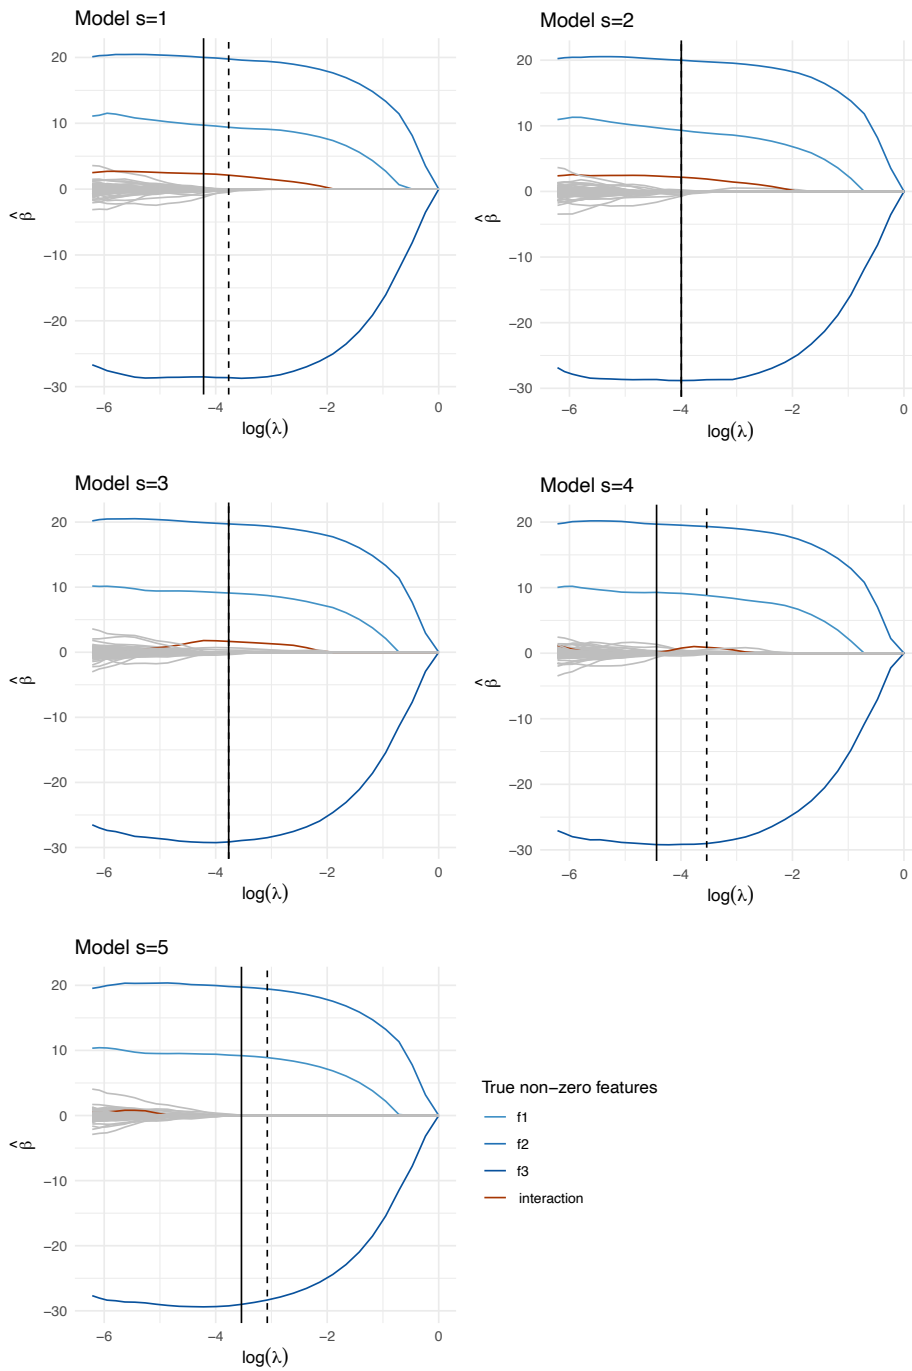 Model s=1
20
10
0
−10
−20
−30
β̂
−6
−4
−2
0
log(λ)
Model s=2
20
10
0
−10
−20
−30
β̂
−6
−4
−2
0
log(λ)
Model s=3
20
10
0
−10
−20
−30
β̂
−6
−4
−2
0
log(λ)
Model s=4
20
10
0
−10
−20
−30
β̂
−6
−4
−2
0
log(λ)
Model s=5
20
10
0
−10
−20
−30
β̂
−6
−4
−2
0
log(λ)
True non−zero features
f1
f2
f3
interaction